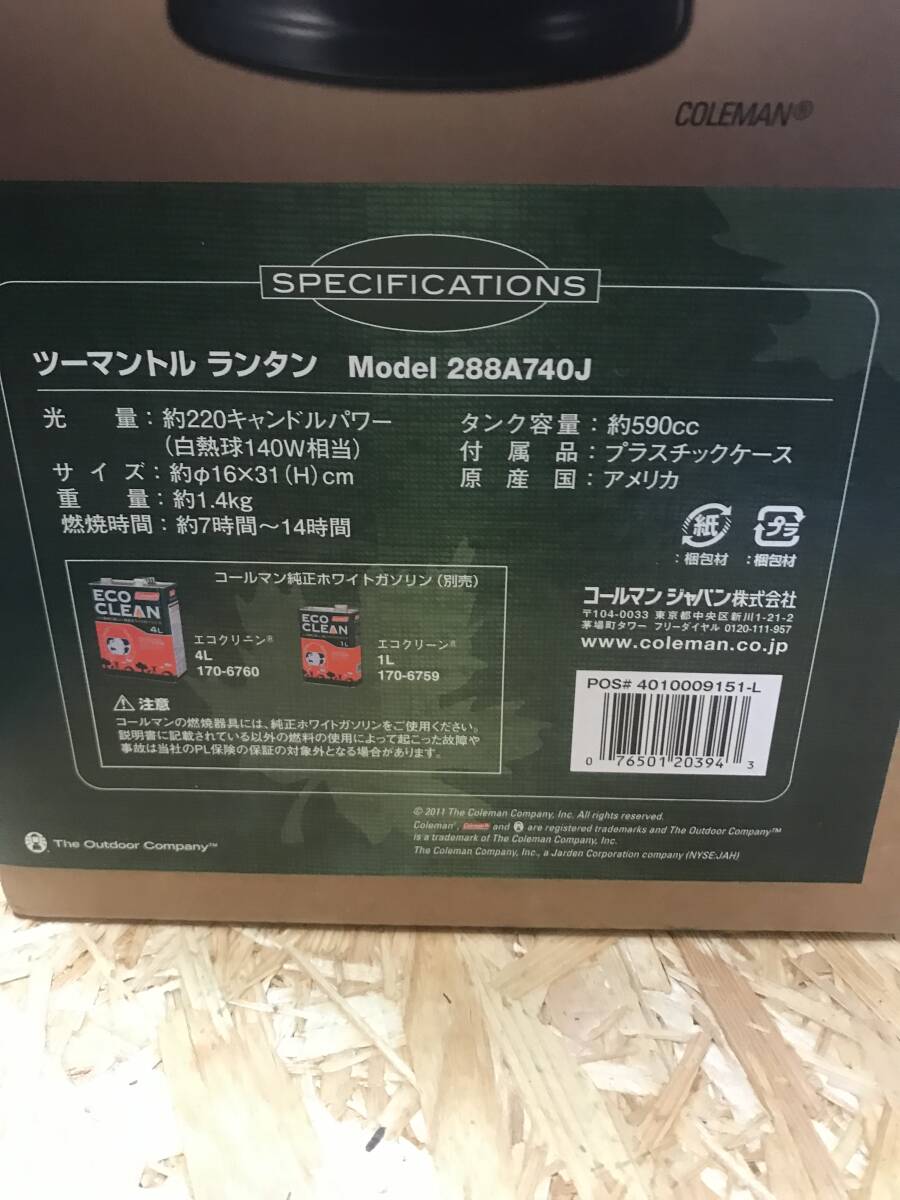 COLEMAN®
SPECIFICATIONS
ツーマントル ランタン Model 288A740J
光 量：約220キャンドルパワー
（白熱球140W相当）
サイズ：約φ16×31（H）cm
重 量：約1.4kg
燃焼時間：約7時間〜14時間
タンク容量：約590cc
付属品：プラスチックケース
原産国：アメリカ
紙
：梱包材
プラ
：梱包材
コールマン純正ホワイトガソリン（別売）
ECO
CLEAN
4L
エコクリーン®
4L
170-6760
ECO
CLEAN
1L
エコクリーン®
1L
170-6759
注意
コールマンの燃焼器具には、純正ホワイトガソリンをご使用ください。
説明書に記載されている以外の燃料の使用によって起こった故障や
事故は当社のPL保険の保証の対象外となる場合があります。
コールマン ジャパン株式会社
〒104-0033 東京都中央区新川1-21-2
茅場町タワー フリーダイヤル 0120-111-957
www.coleman.co.jp
POS# 4010009151-L
0 76501 20394 3
© 2011 The Coleman Company, Inc. All rights reserved.
Coleman®, Coleman and are registered trademarks and The Outdoor Company™
is a trademark of The Coleman Company, Inc.
The Coleman Company, Inc., a Jarden Corporation company (NYSE:JAH)
The Outdoor Company™